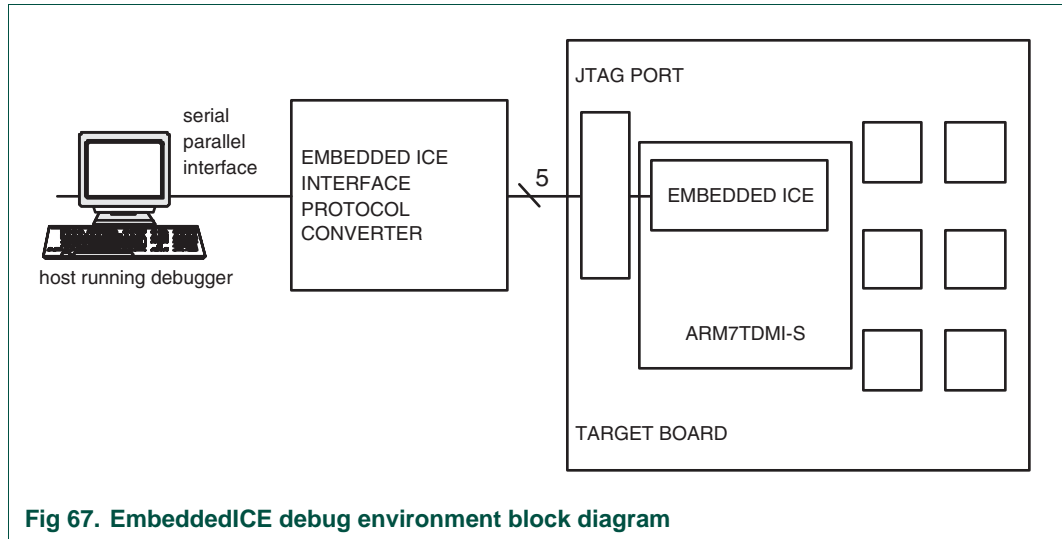 serial
parallel
interface
host running debugger
EMBEDDED ICE
INTERFACE
PROTOCOL
CONVERTER
5
JTAG PORT
EMBEDDED ICE
ARM7TDMI-S
TARGET BOARD
Fig 67. EmbeddedICE debug environment block diagram